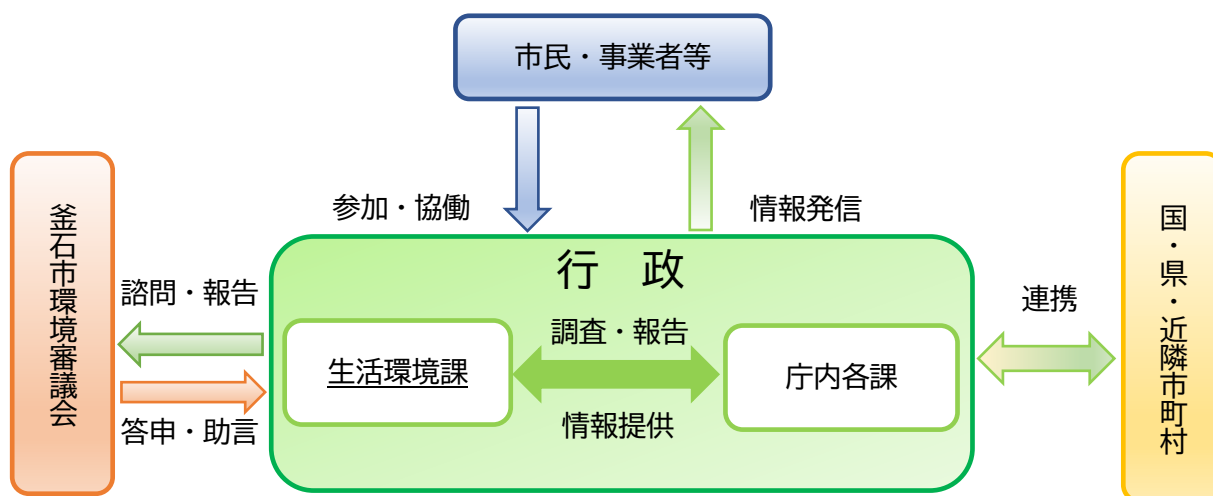 市民・事業者等
参加・協働
情報発信
釜石市環境審議会
諮問・報告
答申・助言
行 政
生活環境課
調査・報告
情報提供
庁内各課
連携
国・県・近隣市町村